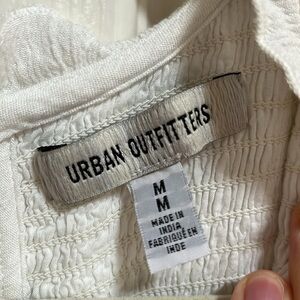 URBAN OUTFITTERS
M
M
MADE IN
INDIA
FABRIQUÉ EN
INDE